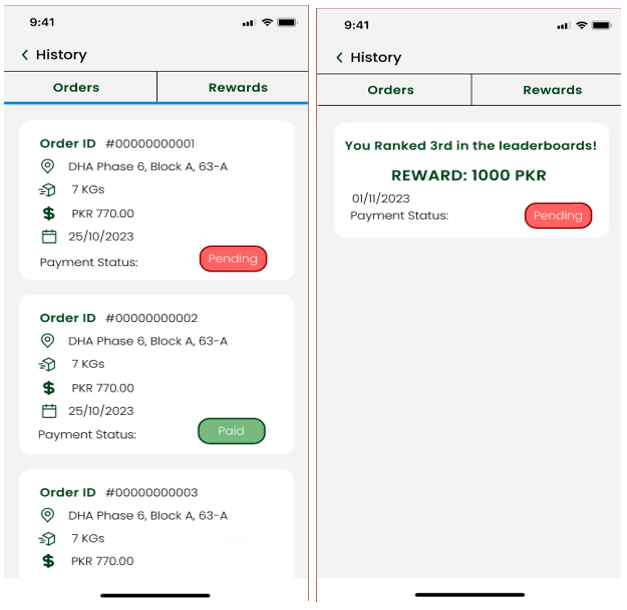 9:41
History
Orders Rewards
Order ID #00000000001
DHA Phase 6, Block A, 63-A
7 KGs
PKR 770.00
25/10/2023
Payment Status: Pending
Order ID #00000000002
DHA Phase 6, Block A, 63-A
7 KGs
PKR 770.00
25/10/2023
Payment Status: Paid
Order ID #00000000003
DHA Phase 6, Block A, 63-A
7 KGs
$ PKR 770.00
9:41
History
Orders Rewards
You Ranked 3rd in the leaderboards!
REWARD: 1000 PKR
01/11/2023
Payment Status: Pending